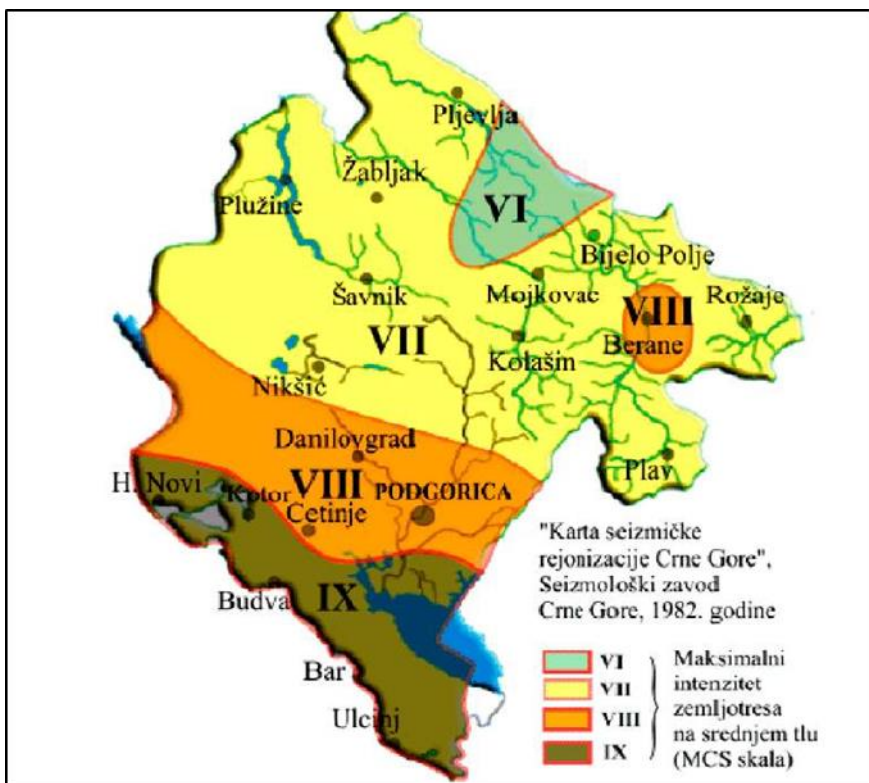 Pljevlja
Žabljak
Plužine
VI
Bijelo Polje
Šavnik
Mojkovac
VIII
Rožaje
VII
Kolašin
Berane
Nikšić
Danilovgrad
Plav
H. Novi
Kotor
VIII
PODGORICA
Cetinje
"Karta seizmičke
rejonizacije Crne Gore",
Seizmološki zavod
Crne Gore, 1982. godine
Budva
IX
Bar
Ulcinj
VI
VII
VIII
IX
Maksimalni
intenzitet
zemljotresa
na srednjem tlu
(MCS skala)